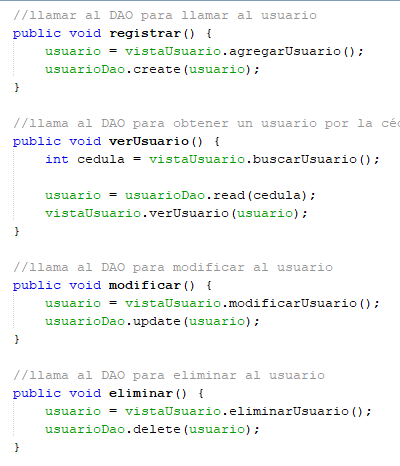 //llamar al DAO para llamar al usuario
public void registrar() {
    usuario = vistaUsuario.agregarUsuario();
    usuarioDao.create(usuario);
}
//llama al DAO para obtener un usuario por la
public void verUsuario() {
    int cedula = vistaUsuario.buscarUsuario();
    usuario = usuarioDao.read(cedula);
    vistaUsuario.verUsuario(usuario);
}
//llama al DAO para modificar al usuario
public void modificar() {
    usuario = vistaUsuario.modificarUsuario();
    usuarioDao.update(usuario);
}
//llama al DAO para eliminar al usuario
public void eliminar() {
    usuario = vistaUsuario.eliminarUsuario();
    usuarioDao.delete(usuario);
}